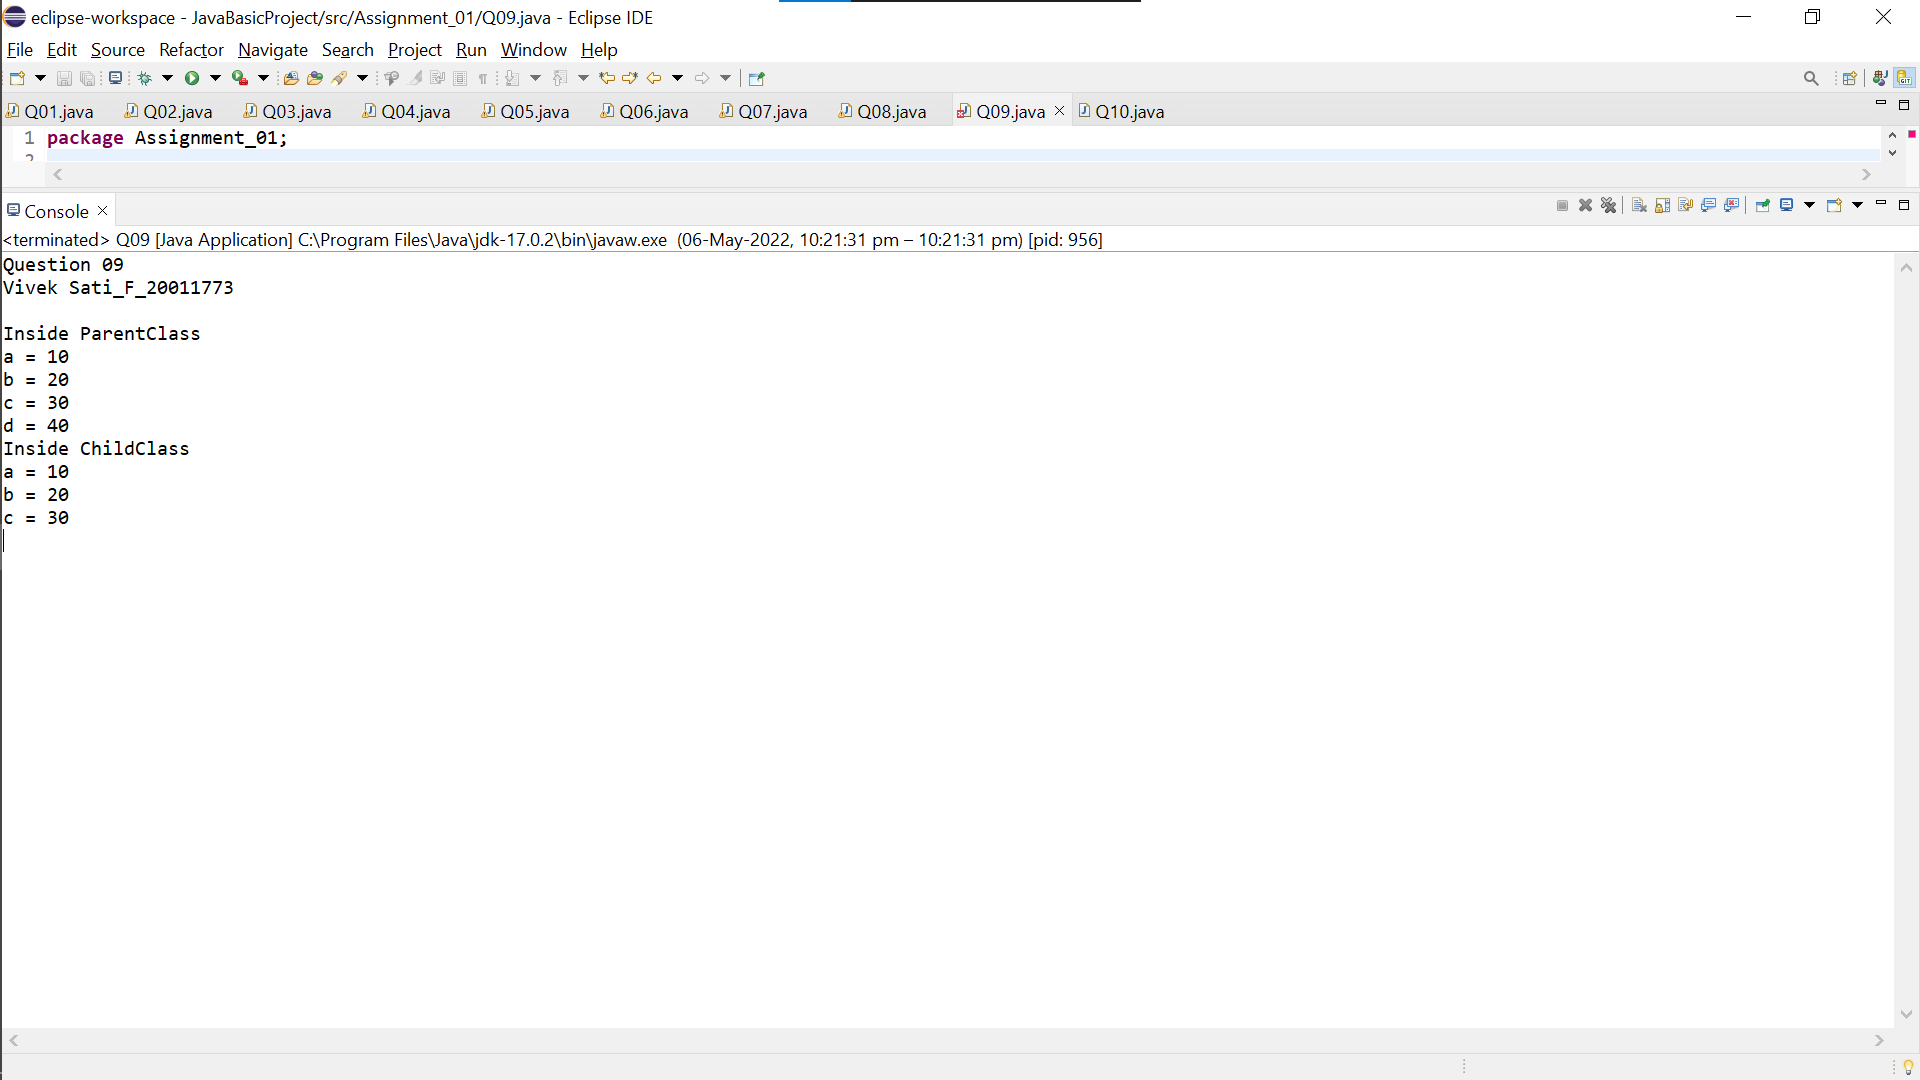 eclipse-workspace - JavaBasicProject/src/Assignment_01/Q09.java - Eclipse IDE
File Edit Source Refactor Navigate Search Project Run Window Help
Q01.java Q02.java Q03.java Q04.java Q05.java Q06.java Q07.java Q08.java Q09.java Q10.java
1 package Assignment_01;
2
Console
<terminated> Q09 [Java Application] C:\Program Files\Java\jdk-17.0.2\bin\javaw.exe (06-May-2022, 10:21:31 pm – 10:21:31 pm) [pid: 956]
Question 09
Vivek Sati_F_20011773
Inside ParentClass
a = 10
b = 20
c = 30
d = 40
Inside ChildClass
a = 10
b = 20
c = 30